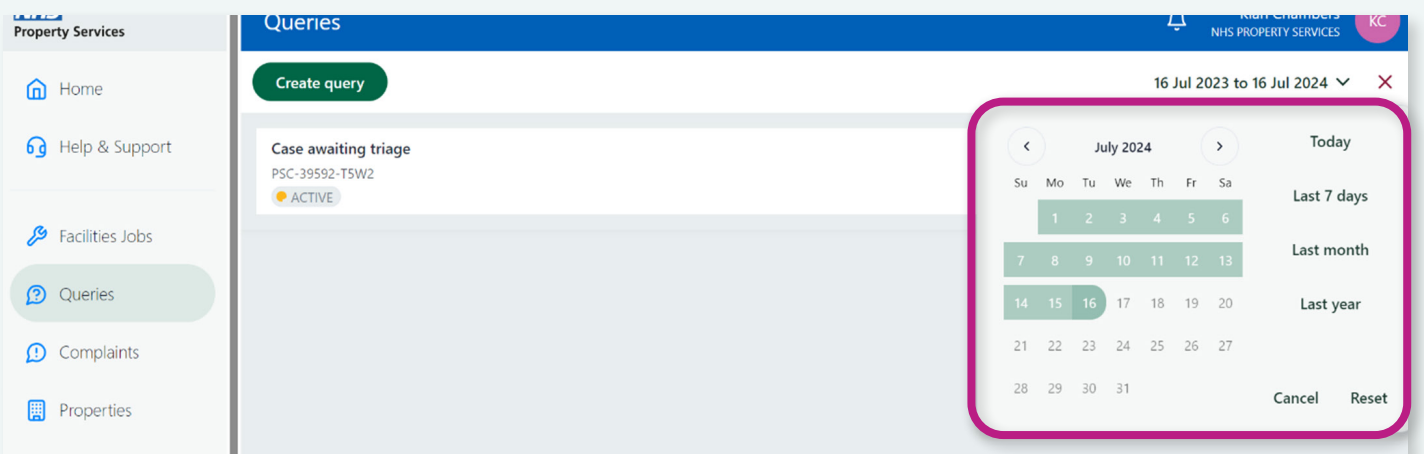 Property Services
Queries
NHS PROPERTY SERVICES
KC
Home
Help & Support
Facilities Jobs
Queries
Complaints
Properties
Create query
16 Jul 2023 to 16 Jul 2024
Case awaiting triage
PSC-39592-T5W2
ACTIVE
July 2024
Su Mo Tu We Th Fr Sa
1 2 3 4 5 6
7 8 9 10 11 12 13
14 15 16 17 18 19 20
21 22 23 24 25 26 27
28 29 30 31
Today
Last 7 days
Last month
Last year
Cancel Reset